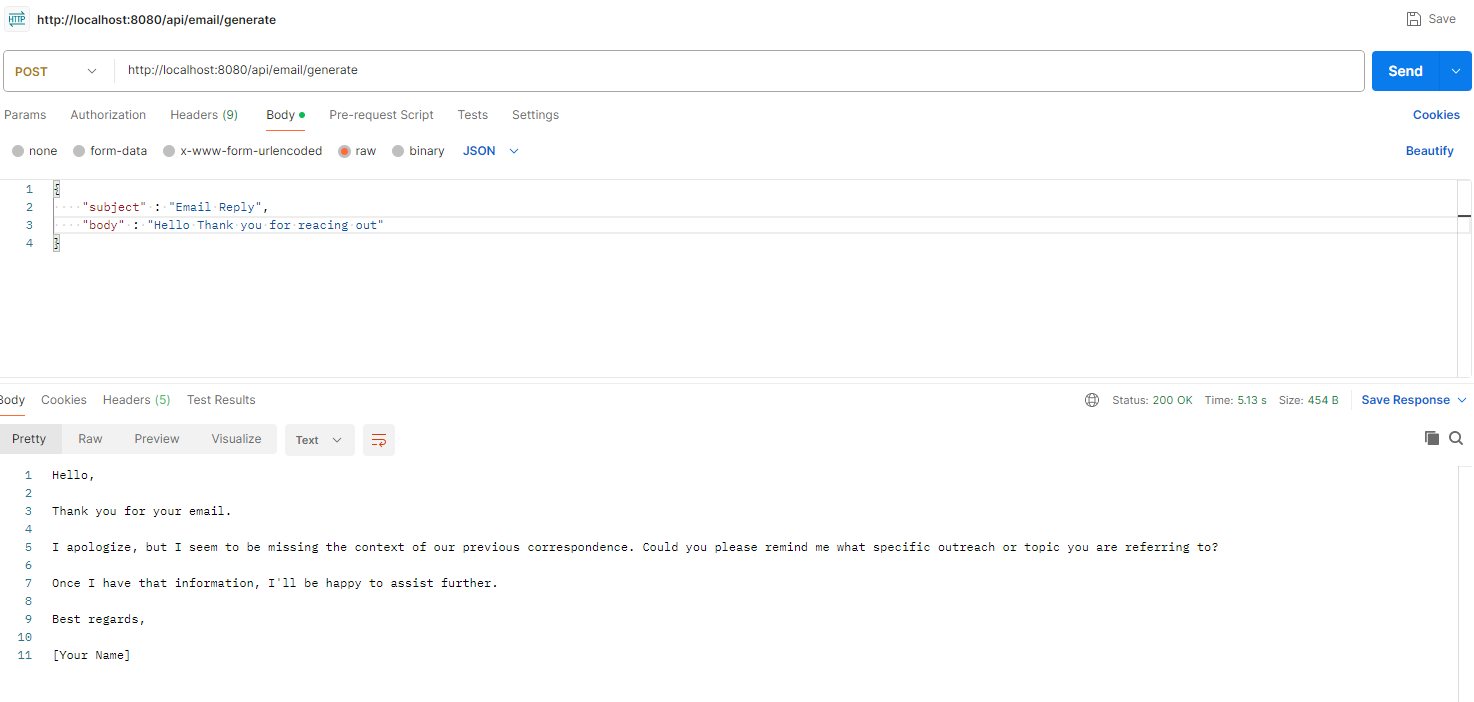 HTTP http://localhost:8080/api/email/generate Save
POST http://localhost:8080/api/email/generate Send
Params Authorization Headers (9) Body Pre-request Script Tests Settings Cookies
none form-data x-www-form-urlencoded raw binary JSON Beautify
1 {
2 "subject" : "Email Reply",
3 "body" : "Hello Thank you for reacing out"
4 }
Body Cookies Headers (5) Test Results Status: 200 OK Time: 5.13 s Size: 454 B Save Response
Pretty Raw Preview Visualize Text
1 Hello,
2
3 Thank you for your email.
4
5 I apologize, but I seem to be missing the context of our previous correspondence. Could you please remind me what specific outreach or topic you are referring to?
6
7 Once I have that information, I'll be happy to assist further.
8
9 Best regards,
10
11 [Your Name]